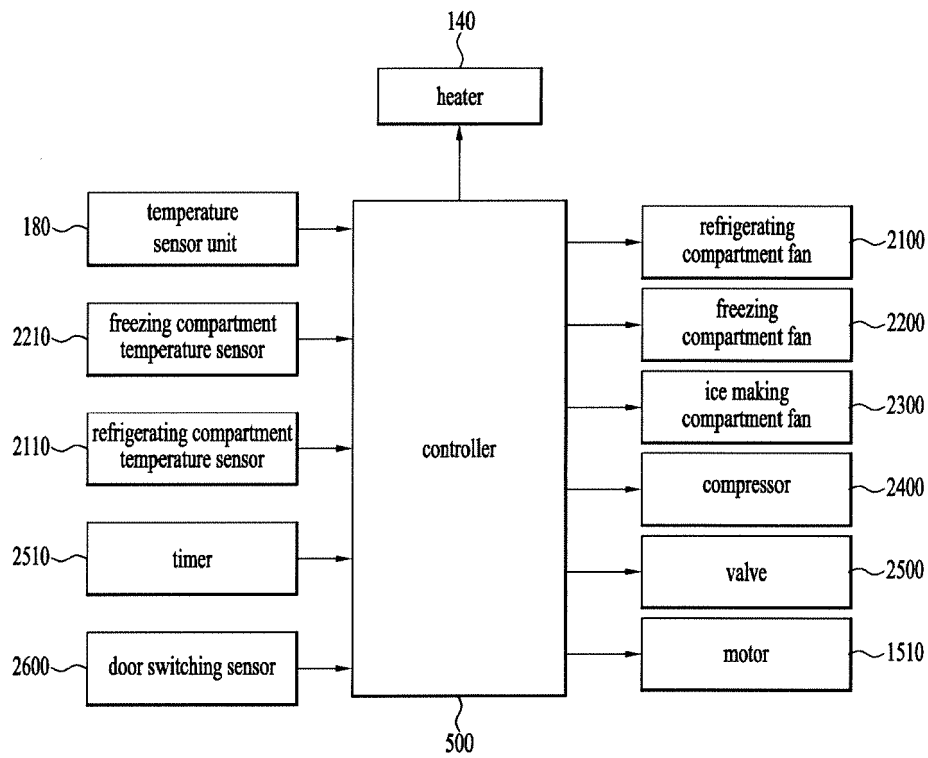 140
heater
180
temperature
sensor unit
2210
freezing compartment
temperature sensor
2110
refrigerating compartment
temperature sensor
2510
timer
2600
door switching sensor
controller
500
refrigerating
compartment fan
2100
freezing
compartment fan
2200
ice making
compartment fan
2300
compressor
2400
valve
2500
motor
1510